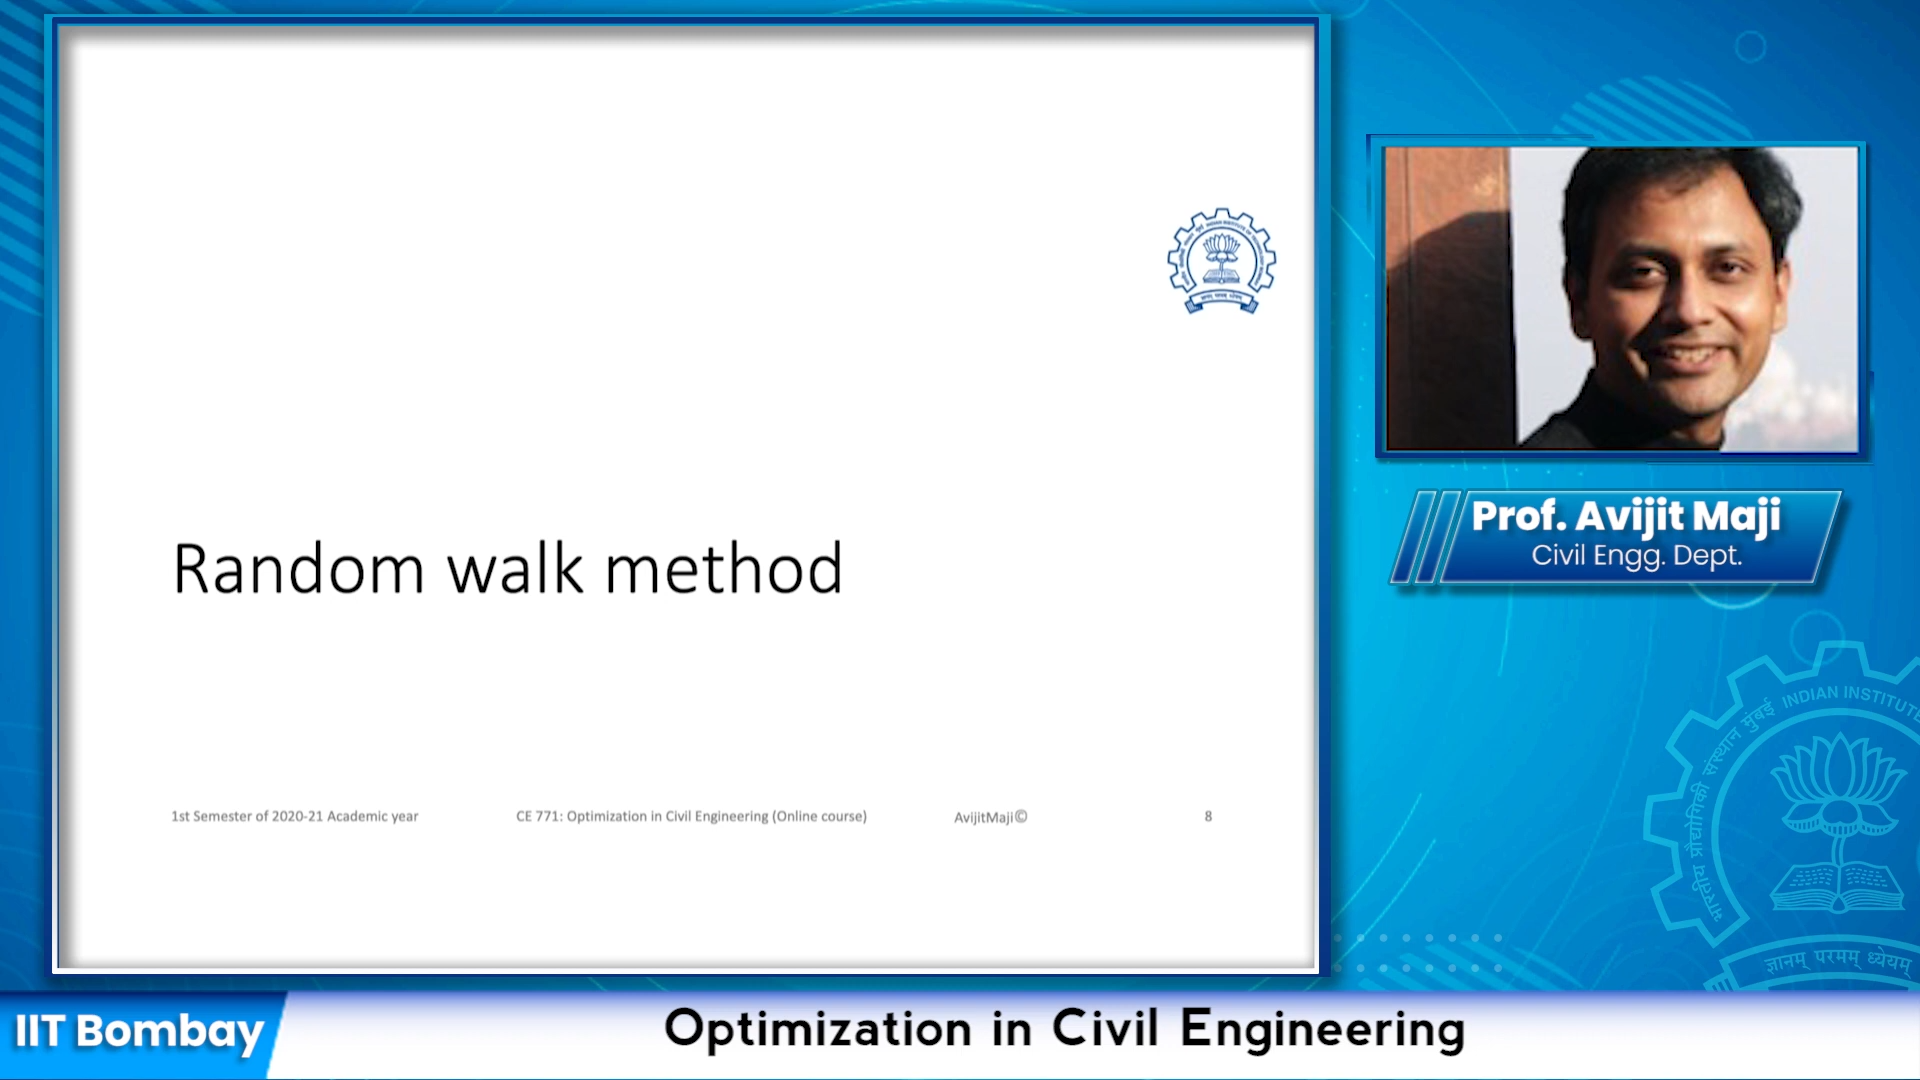 Random walk method
1st Semester of 2020-21 Academic year
CE 771: Optimization in Civil Engineering (Online course)
AvijitMaji©
8
Prof. Avijit Maji
Civil Engg. Dept.
भारतीय प्रौद्योगिकी संस्थान मुंबई INDIAN INSTITUTE
ज्ञानम् परमम् ध्येयम्
IIT Bombay
Optimization in Civil Engineering